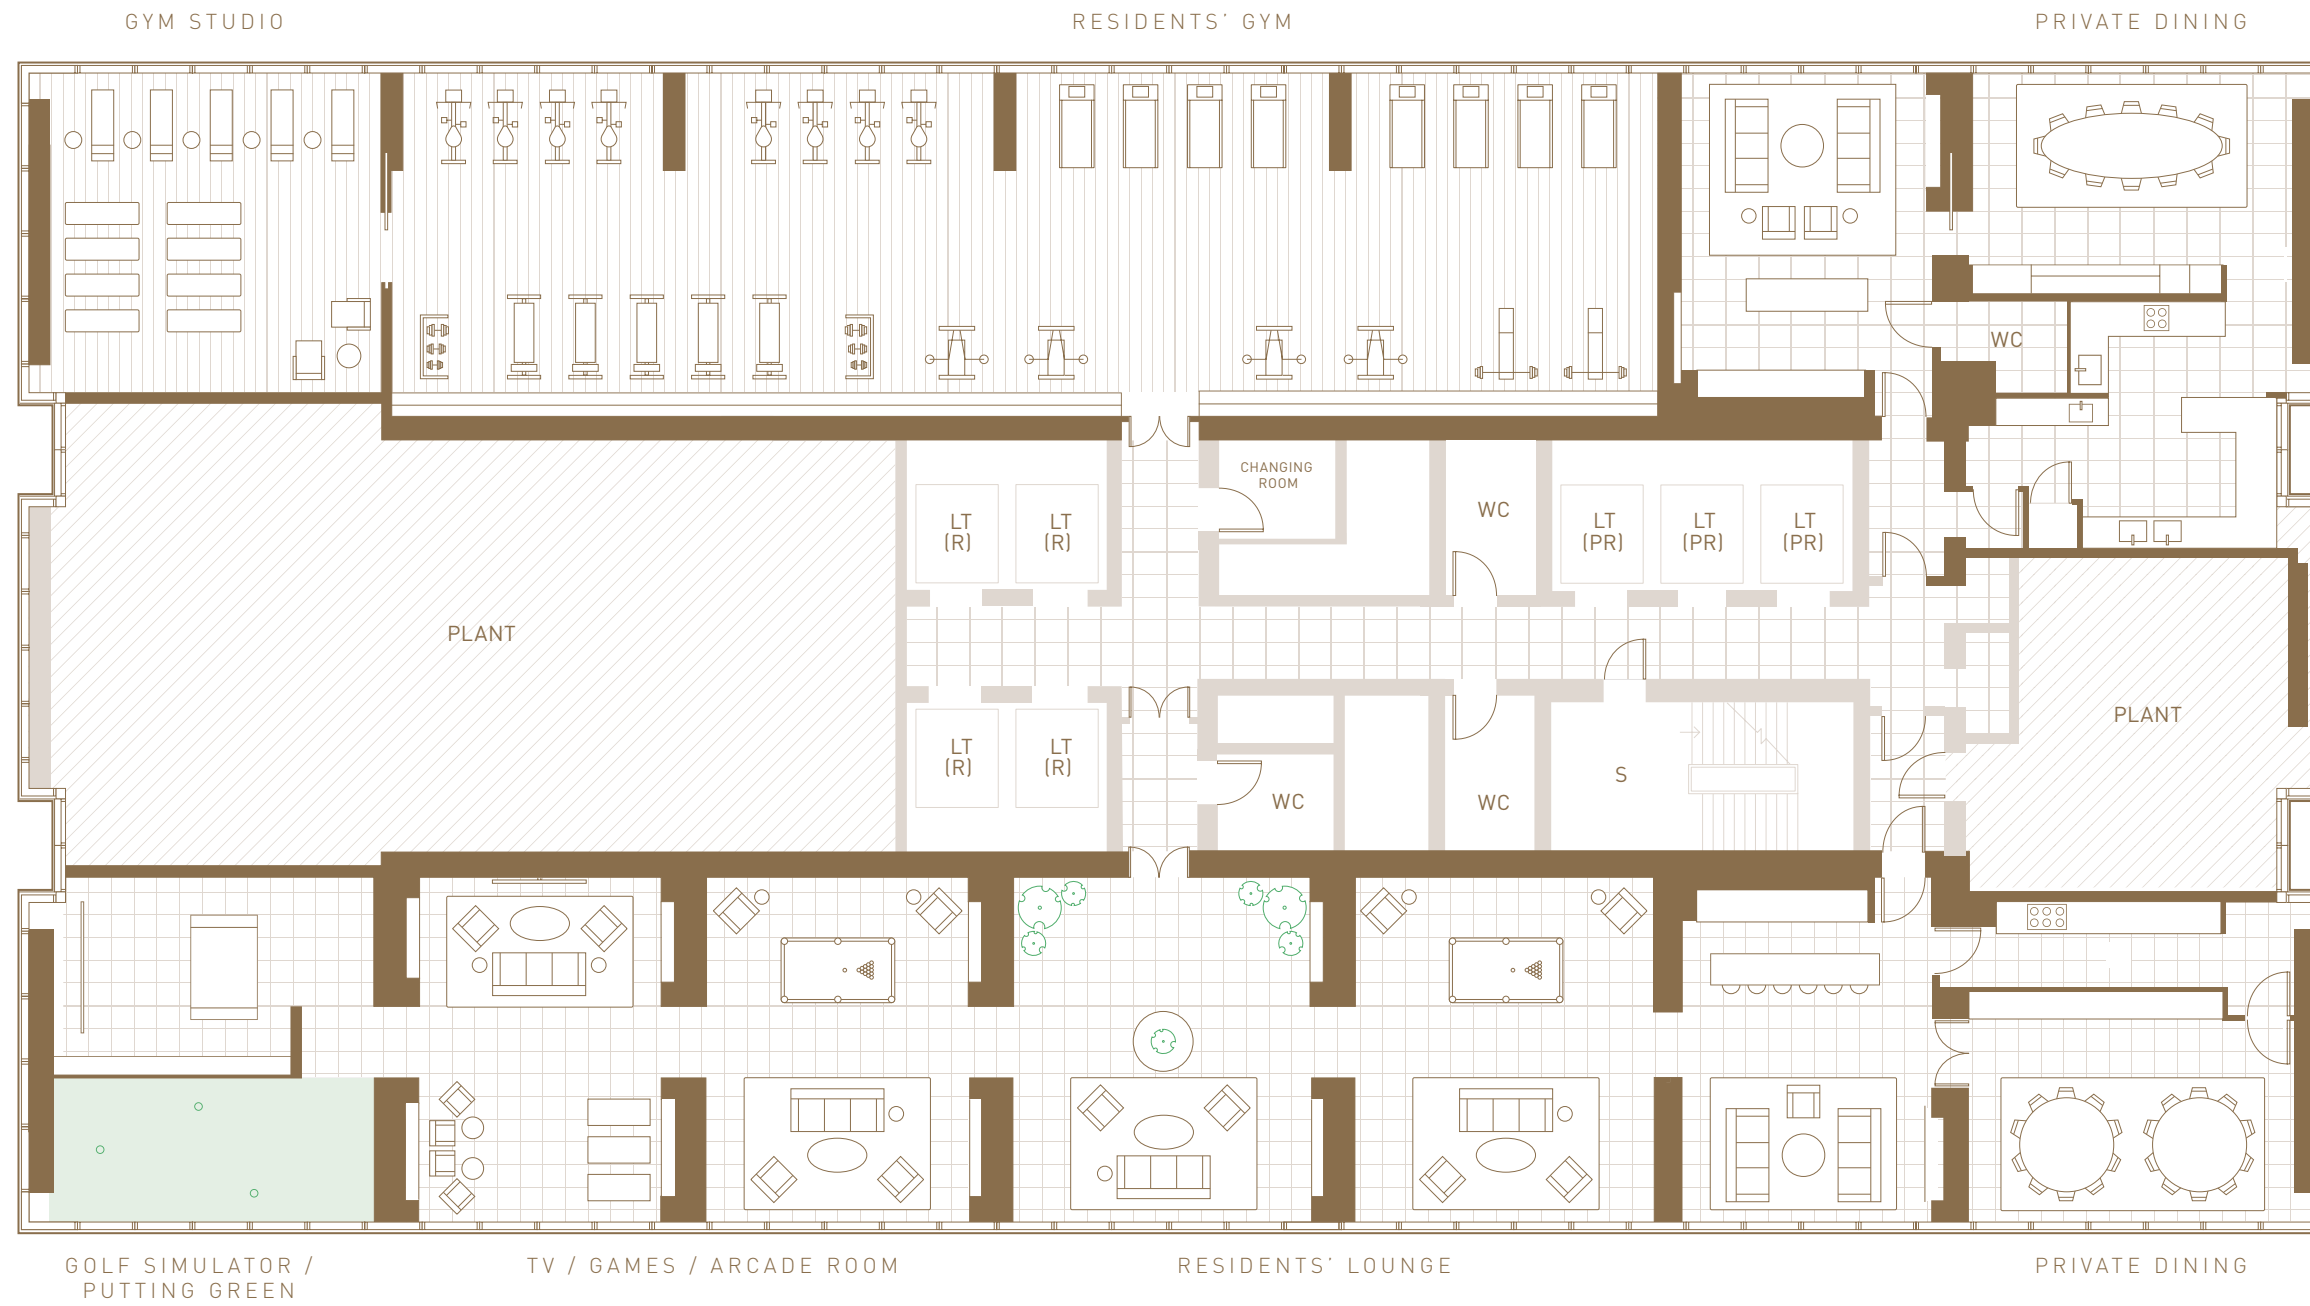 GYM STUDIO
RESIDENTS' GYM
PRIVATE DINING
WC
CHANGING
ROOM
WC
LT
(R)
LT
(R)
LT
(PR)
LT
(PR)
LT
(PR)
PLANT
PLANT
LT
(R)
LT
(R)
S
WC
WC
GOLF SIMULATOR /
PUTTING GREEN
TV / GAMES / ARCADE ROOM
RESIDENTS' LOUNGE
PRIVATE DINING